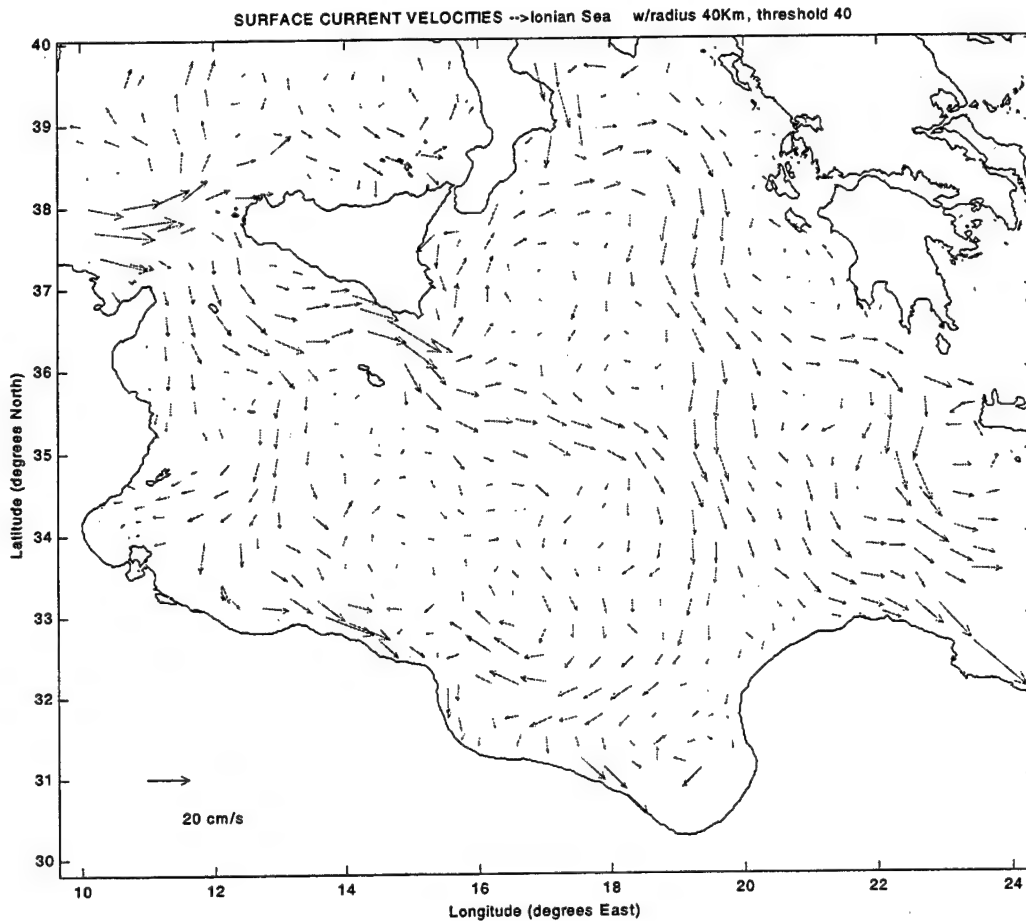 SURFACE CURRENT VELOCITIES -->Ionian Sea w/radius 40Km, threshold 40
40
39
38
37
36
35
34
33
32
31
30
Latitude (degrees North)
20 cm/s
10 12 14 16 18 20 22 24
Longitude (degrees East)